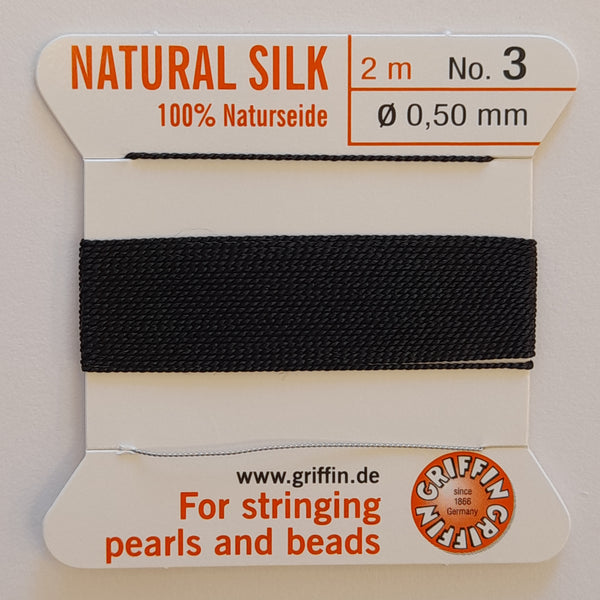 NATURAL SILK
100% Naturseide
2 m No. 3
Ø 0,50 mm
www.griffin.de
For stringing
pearls and beads
GRIFFIN GRIFFIN
since
1866
Germany